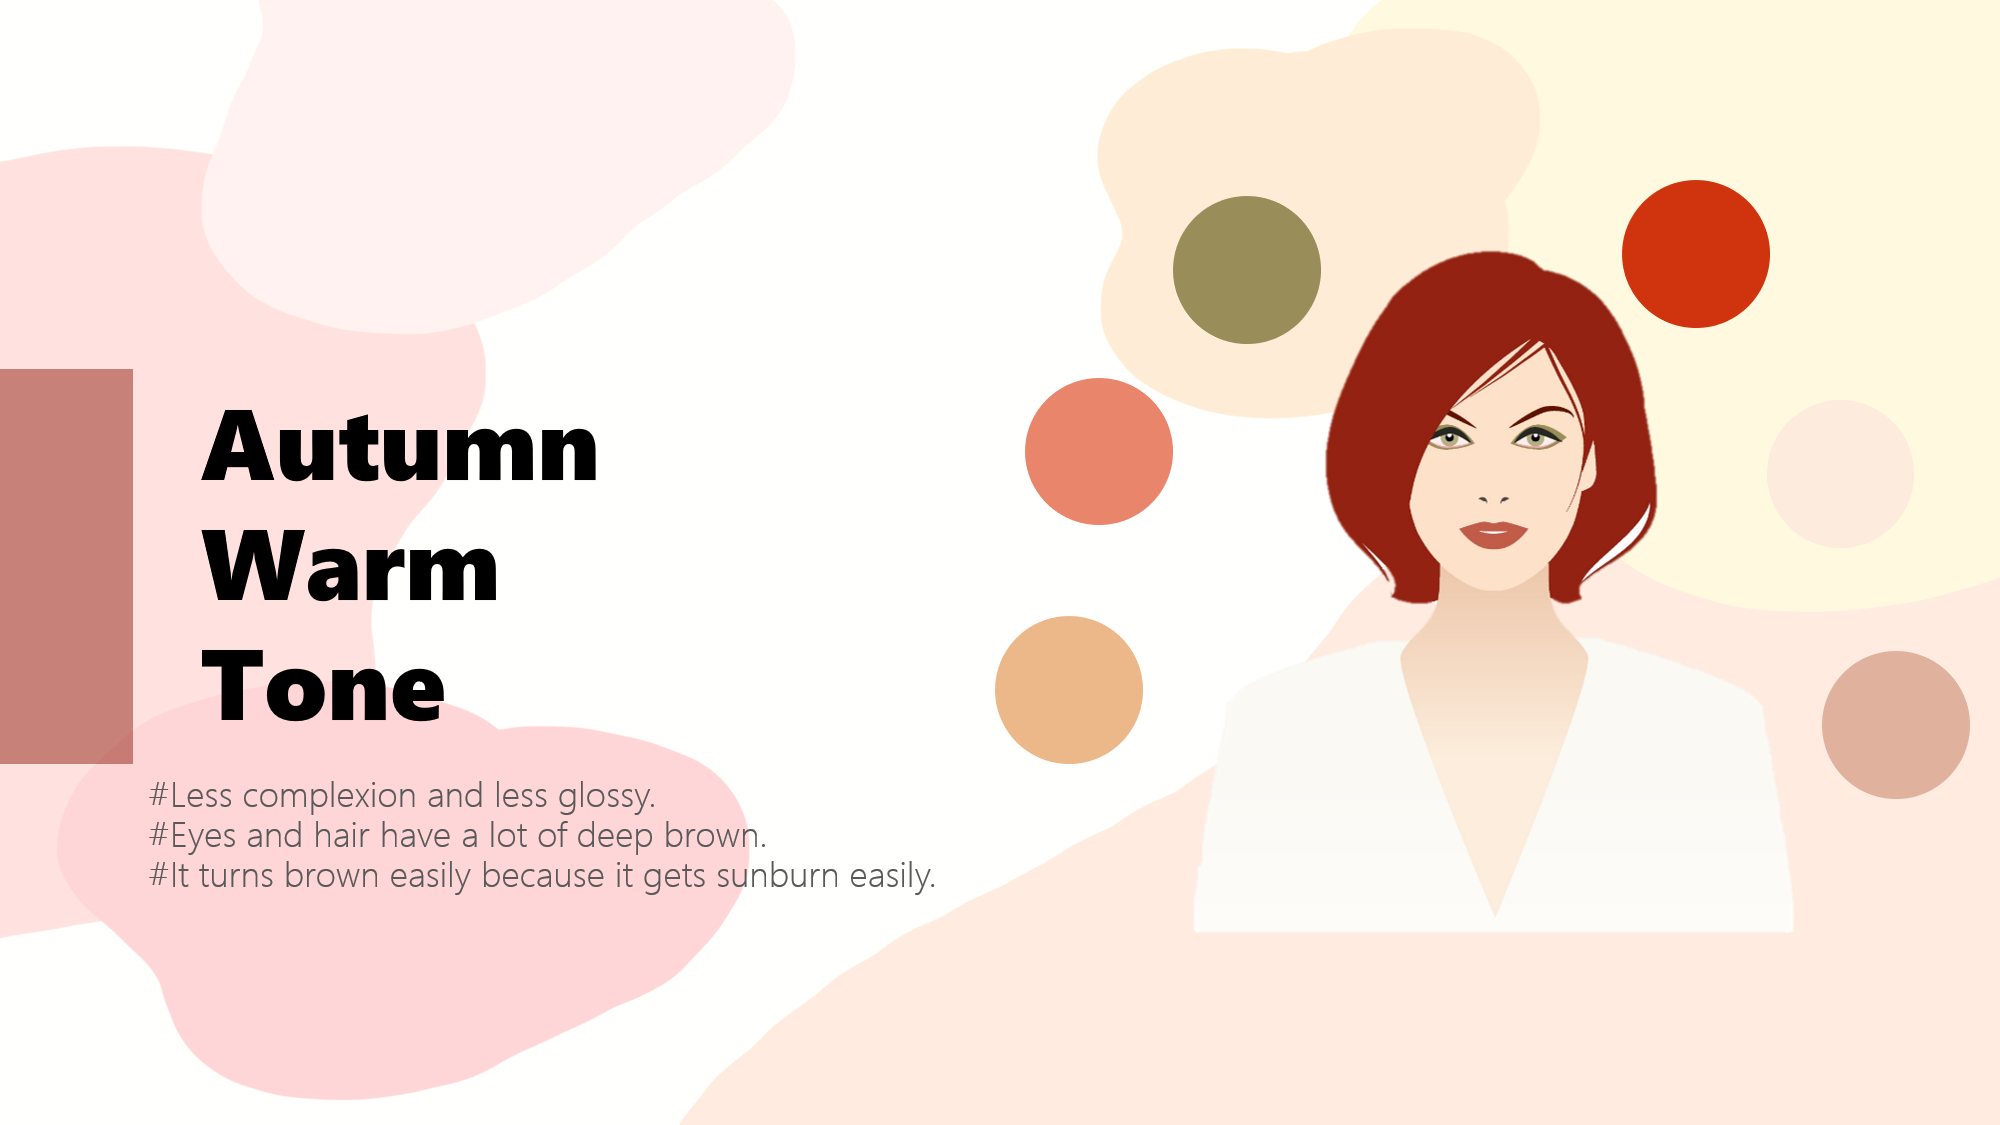 Autumn
Warm
Tone
#Less complexion and less glossy.
#Eyes and hair have a lot of deep brown.
#It turns brown easily because it gets sunburn easily.